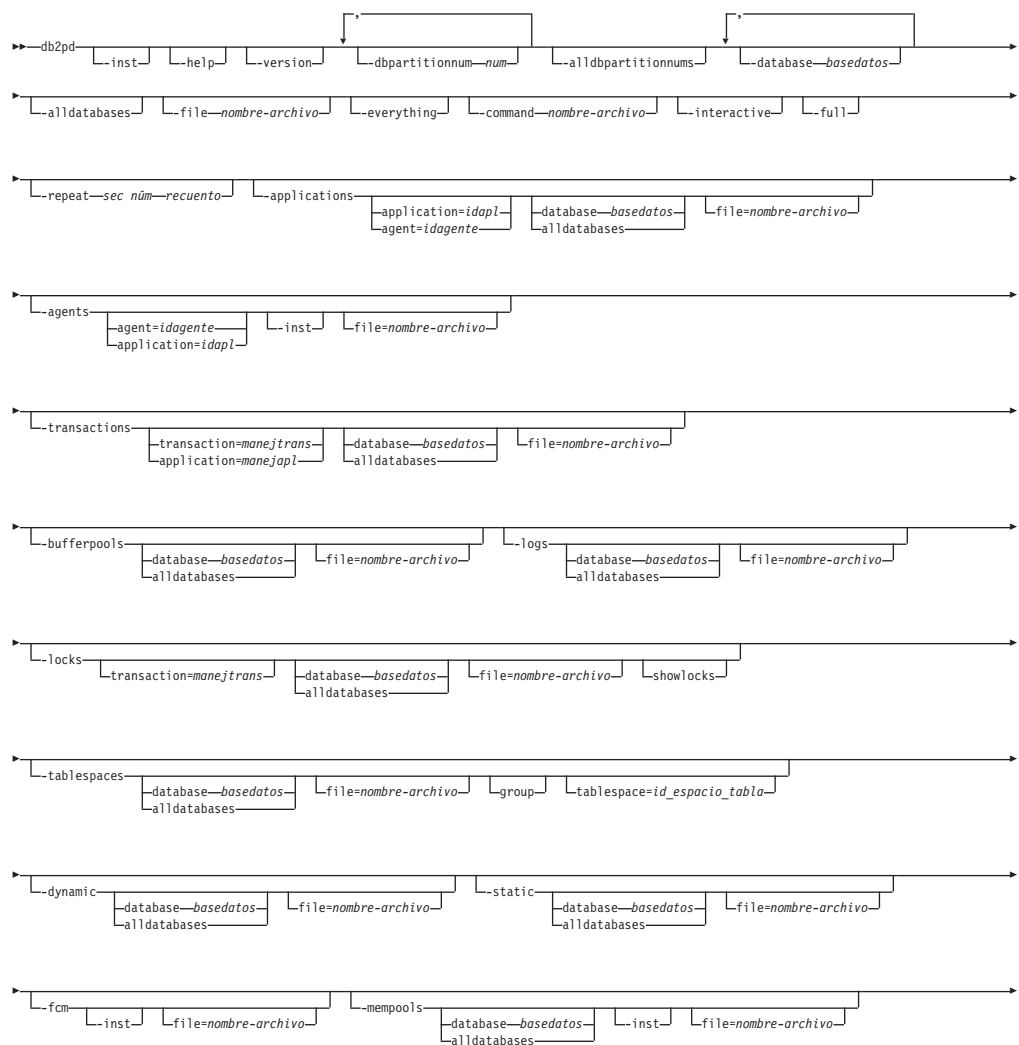 , ,
db2pd -inst -help -version -dbpartitionnum num -alldbpartitionnums -database basedatos
-alldatabases -file nombre-archivo -everything -command nombre-archivo -interactive -full
-repeat sec núm recuento -applications
application=idapl database basedatos file=nombre-archivo
agent=idagente alldatabases
-agents
agent=idagente -inst file=nombre-archivo
application=idapl
-transactions
transaction=manejtrans database basedatos file=nombre-archivo
application=manejapl alldatabases
-bufferpools -logs
database basedatos file=nombre-archivo database basedatos file=nombre-archivo
alldatabases alldatabases
-locks
transaction=manejtrans database basedatos file=nombre-archivo showlocks
alldatabases
-tablespaces
database basedatos file=nombre-archivo group tablespace=id_espacio_tabla
alldatabases
-dynamic -static
database basedatos file=nombre-archivo database basedatos file=nombre-archivo
alldatabases alldatabases
-fcm -mempools
-inst file=nombre-archivo database basedatos -inst file=nombre-archivo
alldatabases